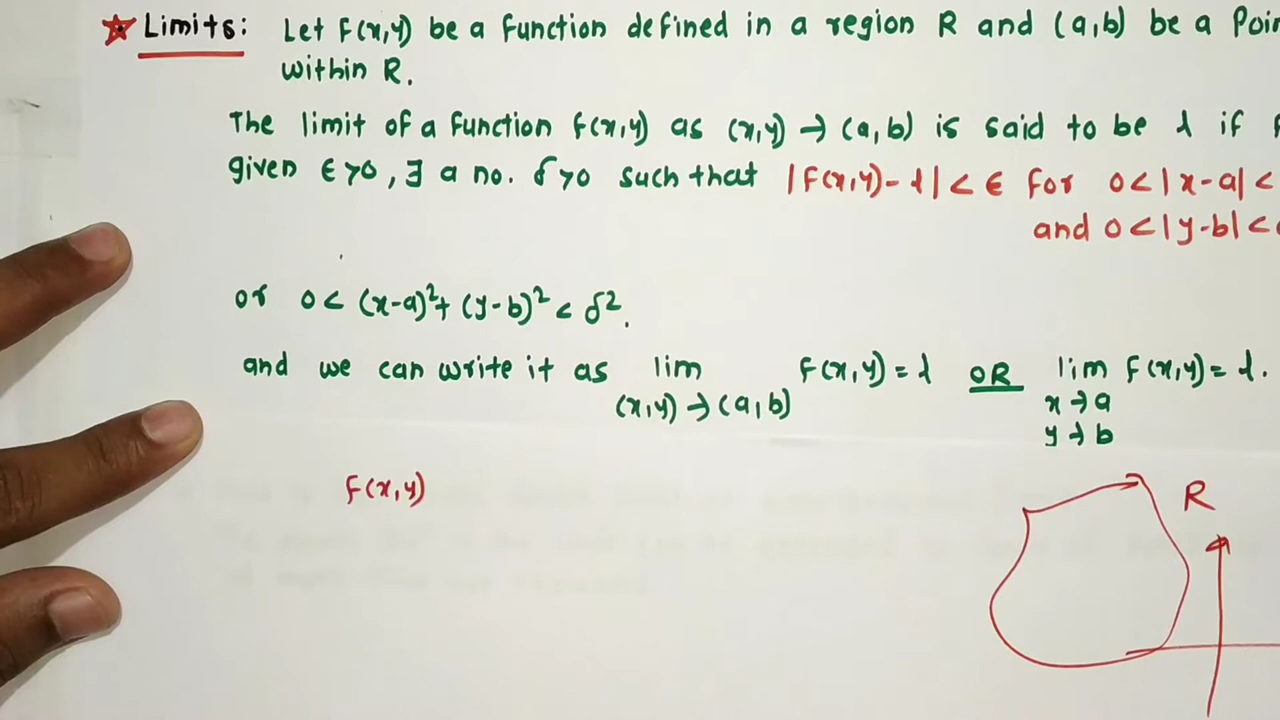 Limits: Let f(x,y) be a function defined in a region R and (a,b) be a Poin
within R.
The limit of a function f(x,y) as (x,y) → (a,b) is said to be l if f
given ϵ>0, ∃ a no. δ>0 such that |f(x,y)-l| < ϵ for 0<|x-a|<
and 0<|y-b|<
or 0< (x-a)²+ (y-b)² < δ².
and we can write it as lim f(x,y)=l OR lim f(x,y)=l.
(x,y)→(a,b) x→a
y→b
f(x,y)
R